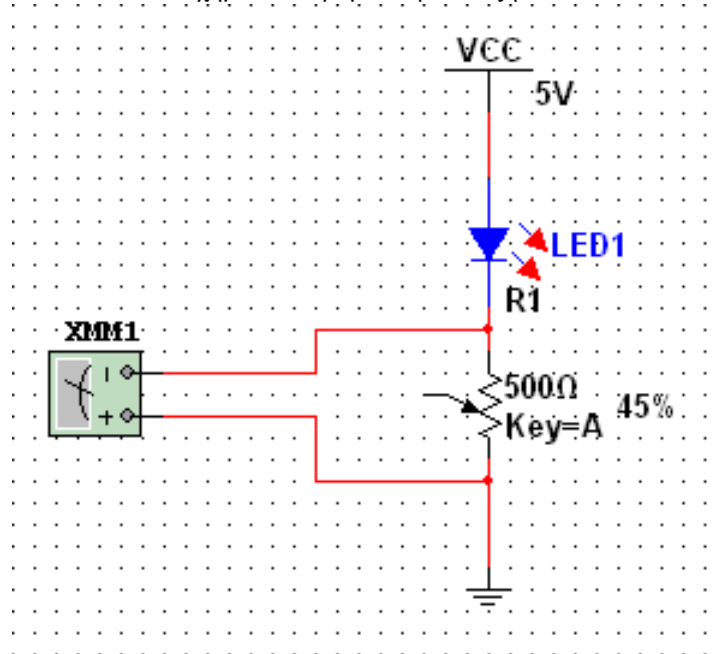 VCC
5V
LED1
R1
XMM1
500Ω
45%
Key=A